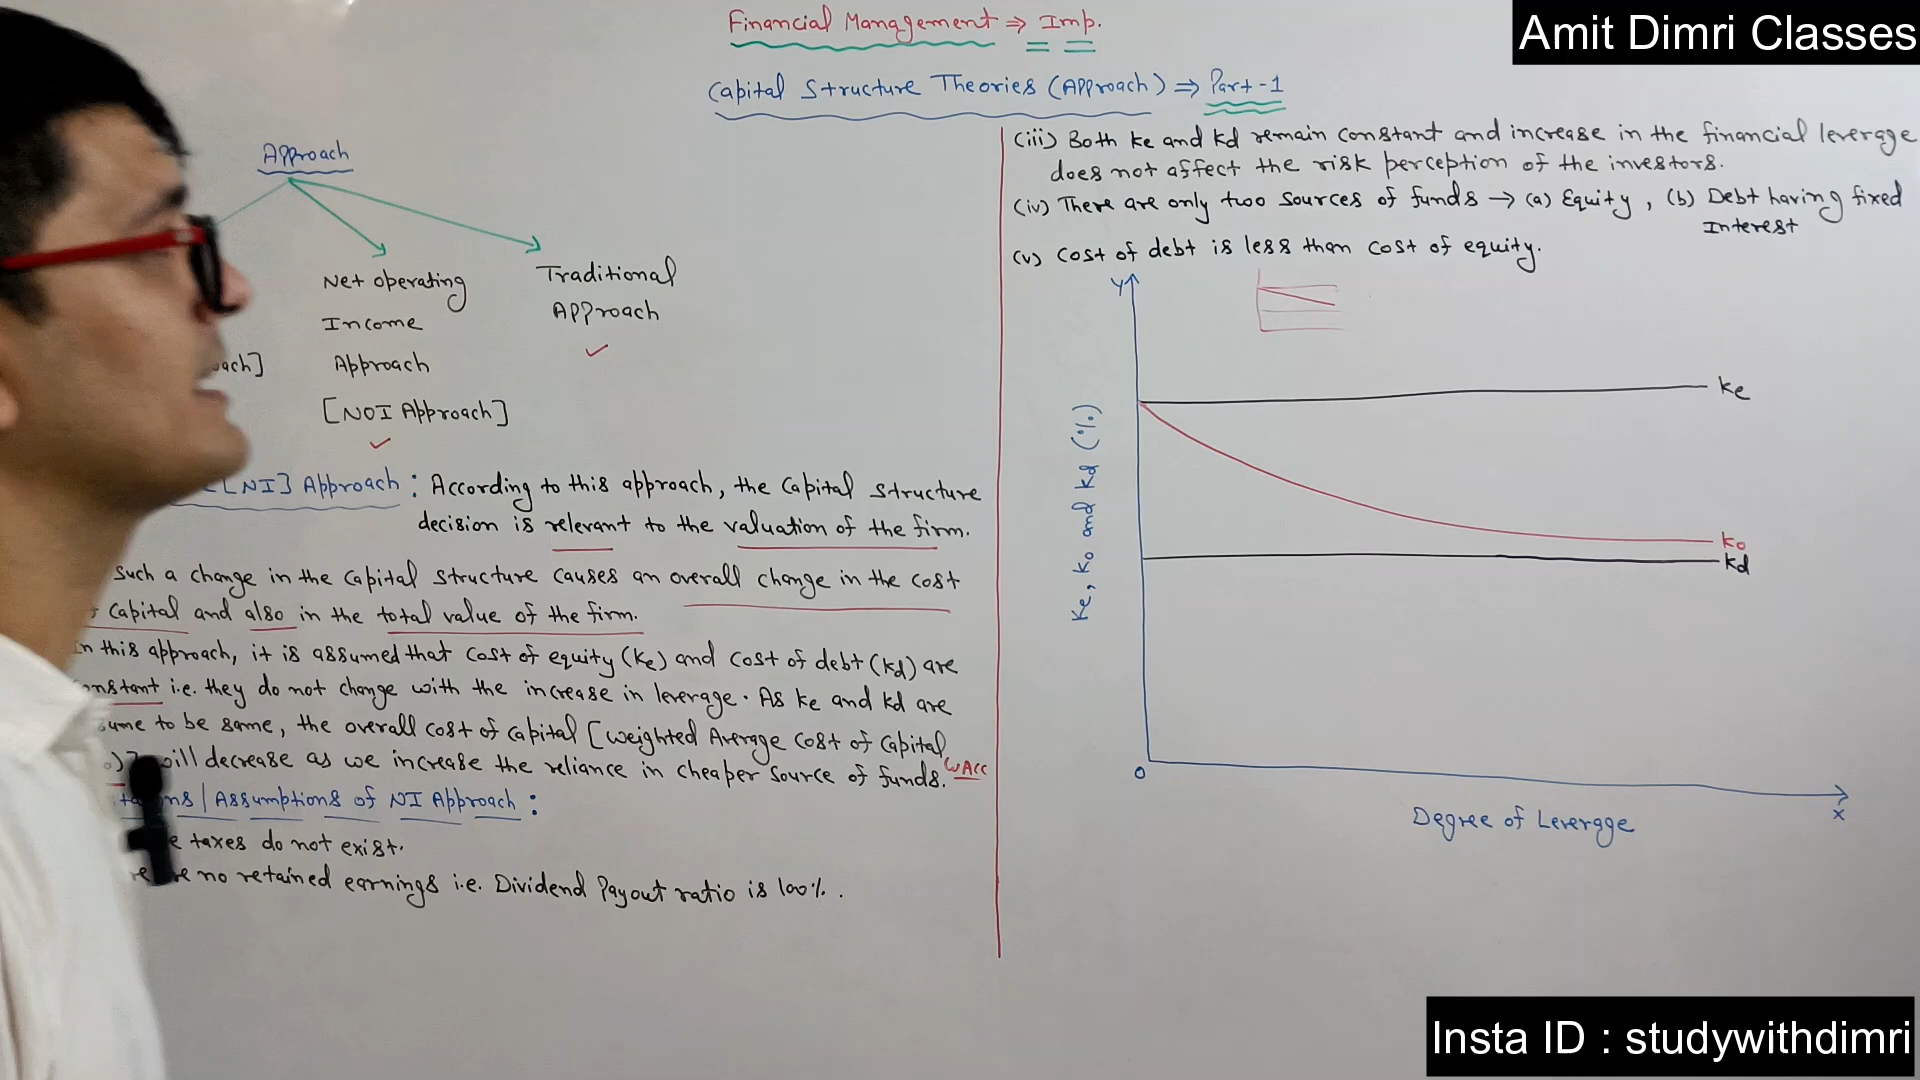 Financial Management ⇒ Imp.
Amit Dimri Classes
Capital Structure Theories (Approach) ⇒ Part-1
Approach
Net operating
Income
Approach
[NOI Approach]
Traditional
Approach
[NI] Approach : According to this approach, the capital structure
decision is relevant to the valuation of the firm.
Such a change in the capital structure causes an overall change in the cost
capital and also in the total value of the firm.
In this approach, it is assumed that cost of equity (ke) and cost of debt (kd) are
i.e. they do not change with the increase in leverage. As ke and kd are
to be same, the overall cost of capital [weighted Average cost of capital
will decrease as we increase the reliance in cheaper source of funds. WACC
| Assumptions of NI Approach :
taxes do not exist.
no retained earnings i.e. Dividend Payout ratio is 100%.
(iii) Both ke and kd remain constant and increase in the financial leverage
does not affect the risk perception of the investors.
(iv) There are only two sources of funds → (a) Equity, (b) Debt having fixed
Interest
(v) Cost of debt is less than cost of equity.
Y
ke
ko
kd
Ke, ko and kd (%)
0
X
Degree of Leverage
Insta ID : studywithdimri